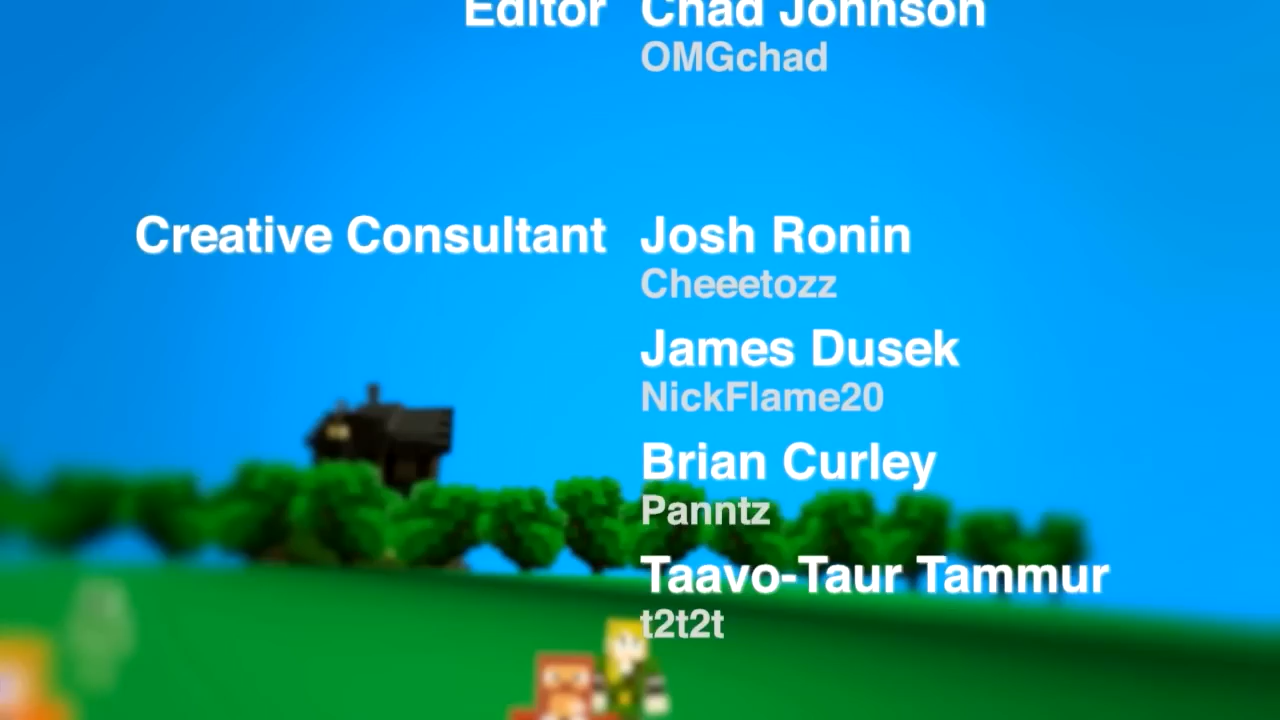 Editor Chad Johnson
OMGchad
Creative Consultant Josh Ronin
Cheeetozz
James Dusek
NickFlame20
Brian Curley
Panntz
Taavo-Taur Tammur
t2t2t